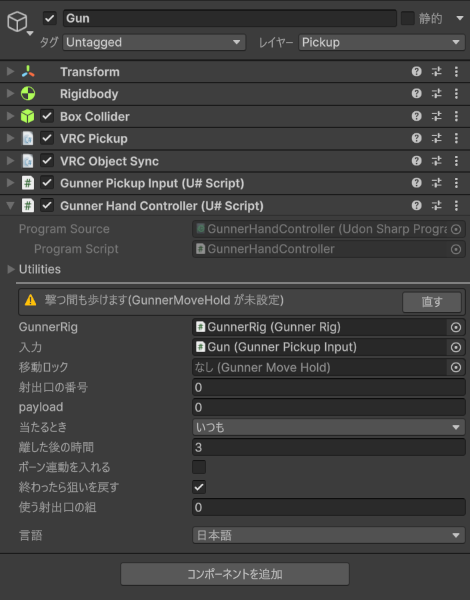 Gun
静的
タグ Untagged レイヤー Pickup
Transform
Rigidbody
Box Collider
VRC Pickup
VRC Object Sync
Gunner Pickup Input (U# Script)
Gunner Hand Controller (U# Script)
Program Source GunnerHandController (Udon Sharp Progra
Program Script GunnerHandController
Utilities
撃つ間も歩けます(GunnerMoveHold が未設定) 直す
GunnerRig GunnerRig (Gunner Rig)
入力 Gun (Gunner Pickup Input)
移動ロック なし (Gunner Move Hold)
射出口の番号 0
payload 0
当たるとき いつも
離した後の時間 3
ボーン連動を入れる
終わったら狙いを戻す
使う射出口の組 0
言語 日本語
コンポーネントを追加